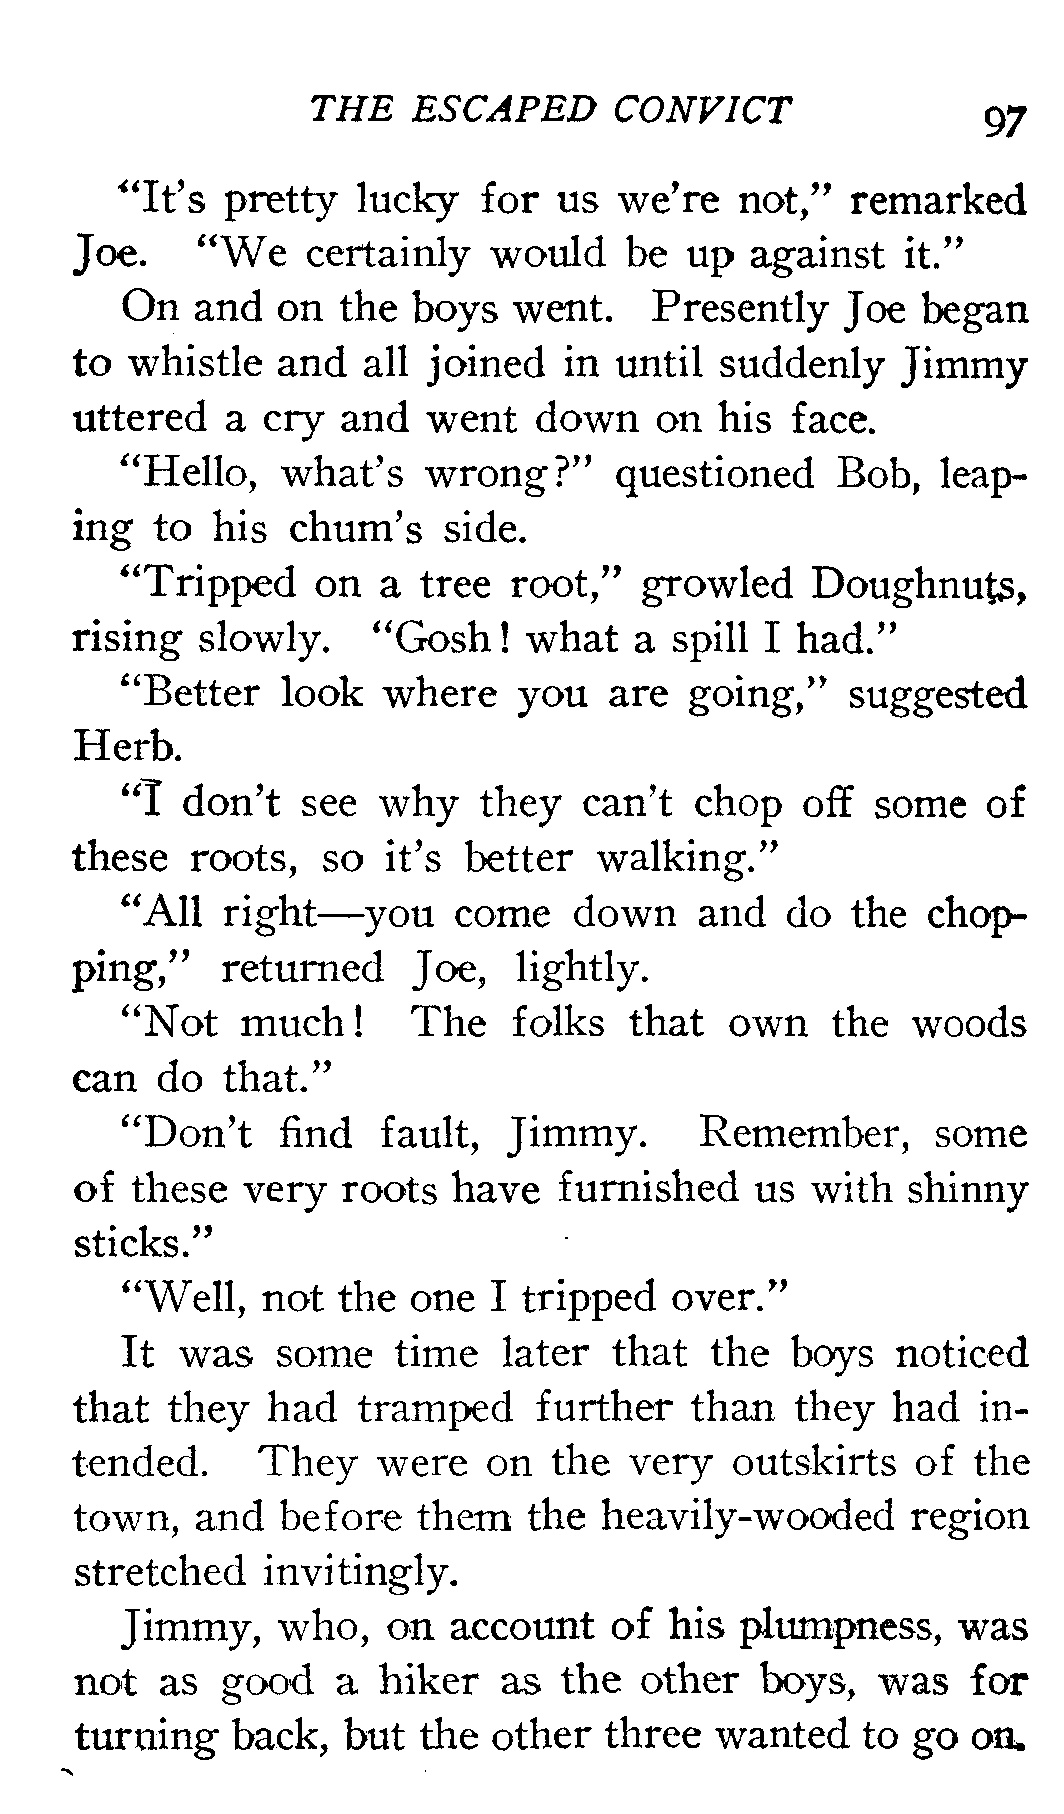 THE ESCAPED CONVICT 97
"It's pretty lucky for us we're not," remarked
Joe. "We certainly would be up against it."
On and on the boys went. Presently Joe began
to whistle and all joined in until suddenly Jimmy
uttered a cry and went down on his face.
"Hello, what's wrong?" questioned Bob, leap-
ing to his chum's side.
"Tripped on a tree root," growled Doughnuts,
rising slowly. "Gosh! what a spill I had."
"Better look where you are going," suggested
Herb.
"I don't see why they can't chop off some of
these roots, so it's better walking."
"All right—you come down and do the chop-
ping," returned Joe, lightly.
"Not much! The folks that own the woods
can do that."
"Don't find fault, Jimmy. Remember, some
of these very roots have furnished us with shinny
sticks."
"Well, not the one I tripped over."
It was some time later that the boys noticed
that they had tramped further than they had in-
tended. They were on the very outskirts of the
town, and before them the heavily-wooded region
stretched invitingly.
Jimmy, who, on account of his plumpness, was
not as good a hiker as the other boys, was for
turning back, but the other three wanted to go on.